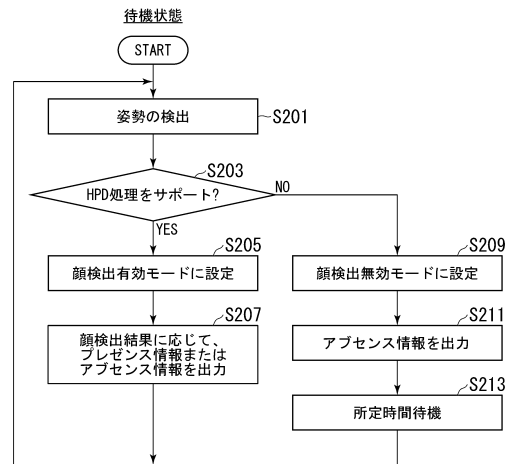 待機状態
START
姿勢の検出
S201
HPD処理をサポート?
S203
NO
YES
顔検出有効モードに設定
S205
顔検出無効モードに設定
S209
顔検出結果に応じて、
プレゼンス情報または
アブセンス情報を出力
S207
アブセンス情報を出力
S211
所定時間待機
S213